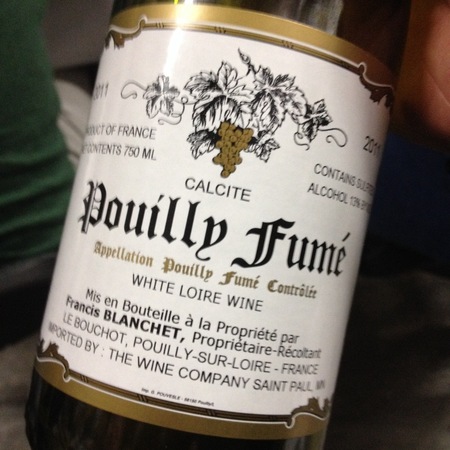 2011
2011
PRODUCT OF FRANCE
CONTENTS 750 ML
CONTAINS
ALCOHOL 13%
CALCITE
Pouilly Fumé
Appellation Pouilly Fumé Contrôlée
WHITE LOIRE WINE
Mis en Bouteille à la Propriété par
Francis BLANCHET, Propriétaire-Récoltant
LE BOUCHOT, POUILLY-SUR-LOIRE - FRANCE
IMPORTED BY : THE WINE COMPANY SAINT PAUL, MN